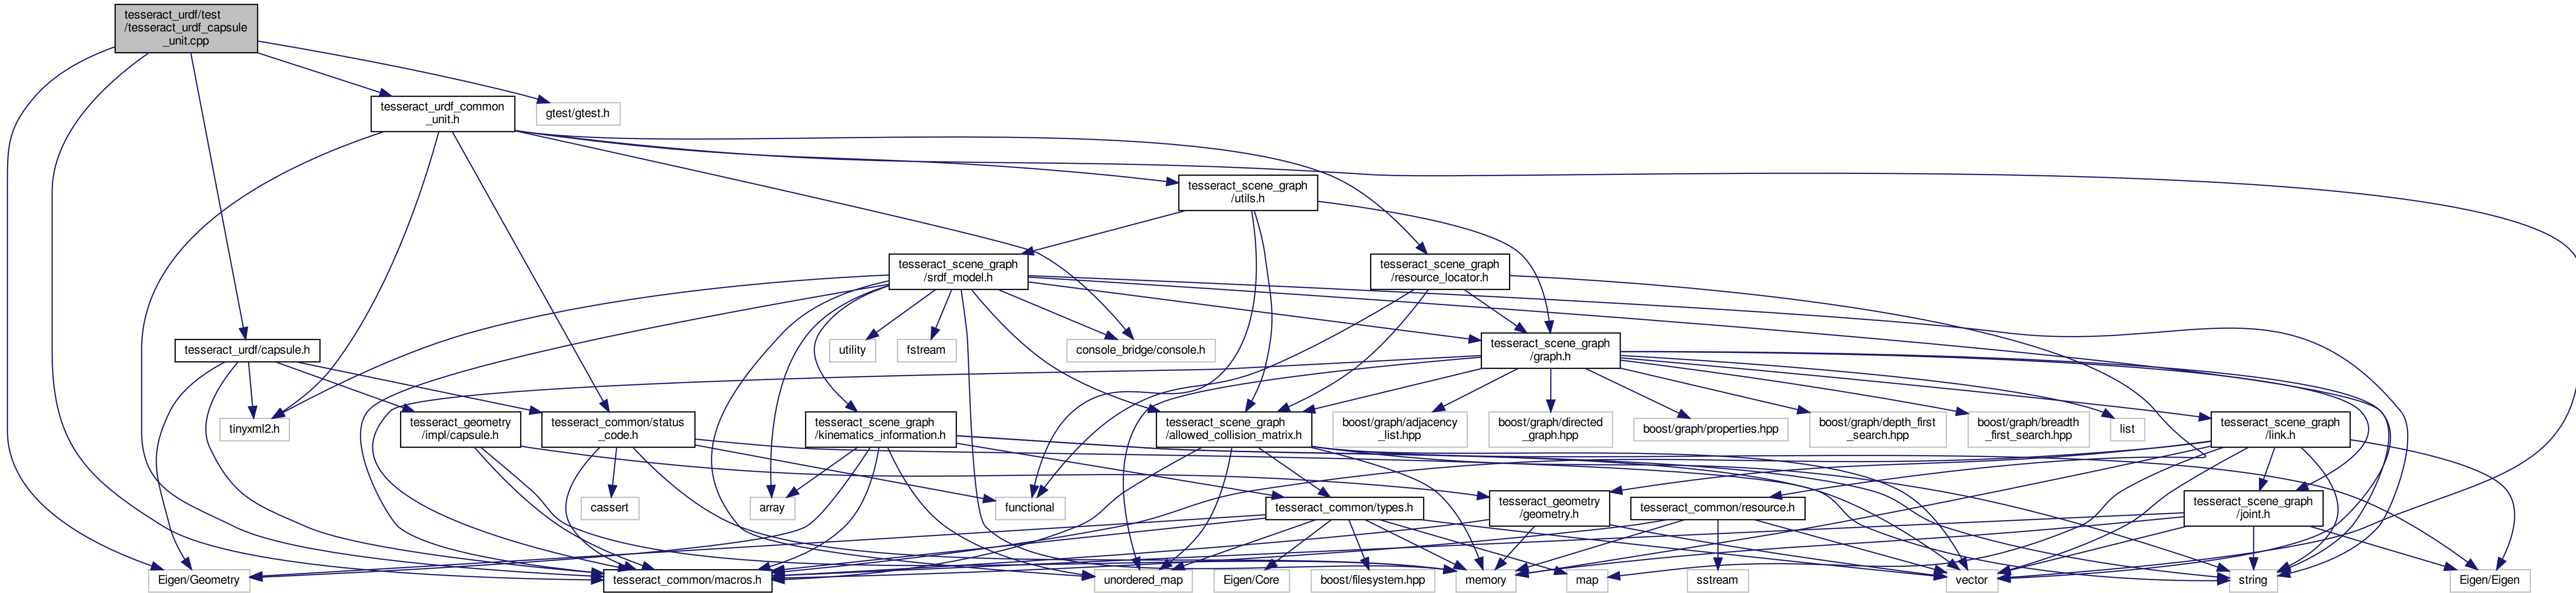 tesseract_urdf/test
/tesseract_urdf_capsule
_unit.cpp
tesseract_urdf_common
_unit.h
gtest/gtest.h
tesseract_scene_graph
/utils.h
tesseract_scene_graph
/srdf_model.h
tesseract_scene_graph
/resource_locator.h
tesseract_urdf/capsule.h
utility
fstream
console_bridge/console.h
tesseract_scene_graph
/graph.h
tinyxml2.h
tesseract_geometry
/impl/capsule.h
tesseract_common/status
_code.h
tesseract_scene_graph
/kinematics_information.h
tesseract_scene_graph
/allowed_collision_matrix.h
boost/graph/adjacency
_list.hpp
boost/graph/directed
_graph.hpp
boost/graph/properties.hpp
boost/graph/depth_first
_search.hpp
boost/graph/breadth
_first_search.hpp
list
tesseract_scene_graph
/link.h
cassert
array
functional
tesseract_common/types.h
tesseract_geometry
/geometry.h
tesseract_common/resource.h
tesseract_scene_graph
/joint.h
Eigen/Geometry
tesseract_common/macros.h
unordered_map
Eigen/Core
boost/filesystem.hpp
memory
map
sstream
vector
string
Eigen/Eigen